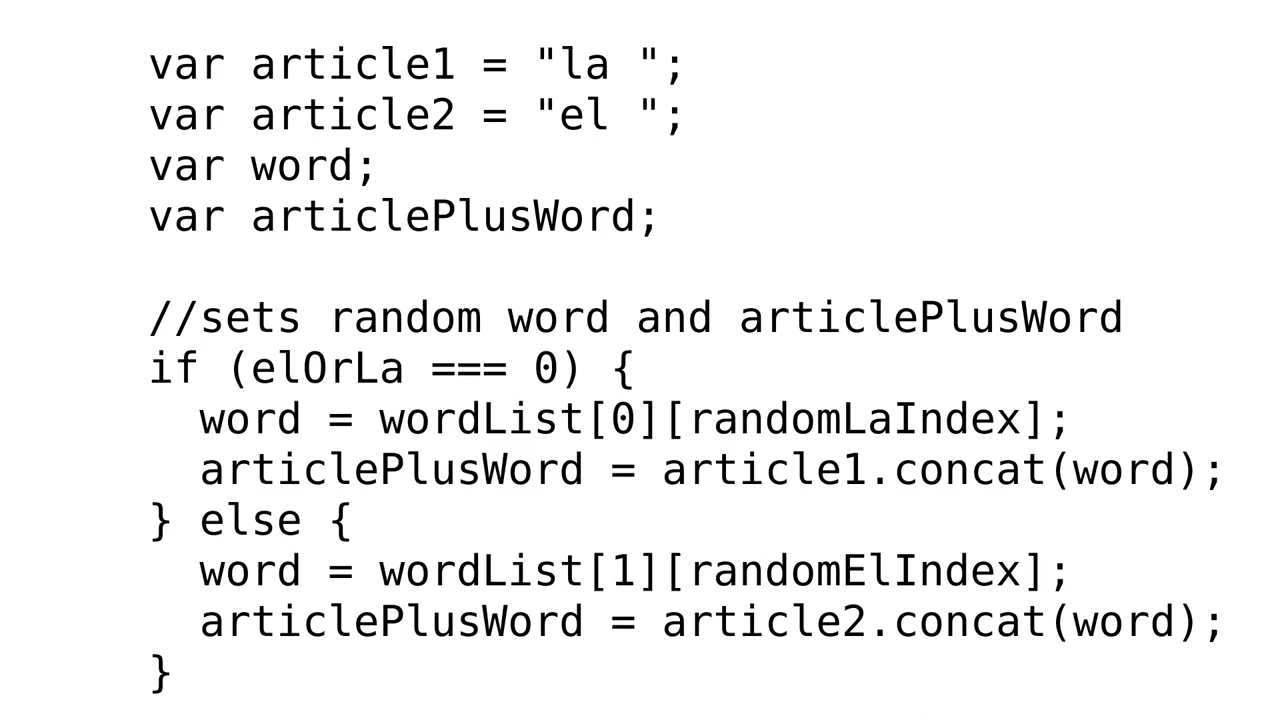 var article1 = "la ";
var article2 = "el ";
var word;
var articlePlusWord;

//sets random word and articlePlusWord
if (elOrLa === 0) {
  word = wordList[0][randomLaIndex];
  articlePlusWord = article1.concat(word);
} else {
  word = wordList[1][randomElIndex];
  articlePlusWord = article2.concat(word);
}